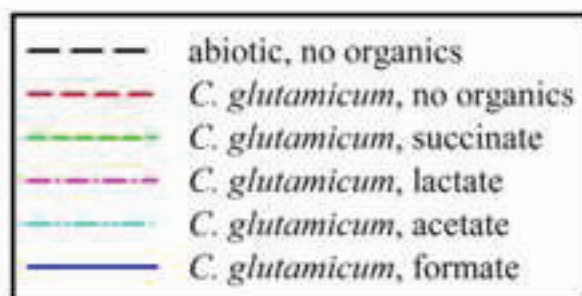 abiotic, no organics
C. glutamicum, no organics
C. glutamicum, succinate
C. glutamicum, lactate
C. glutamicum, acetate
C. glutamicum, formate